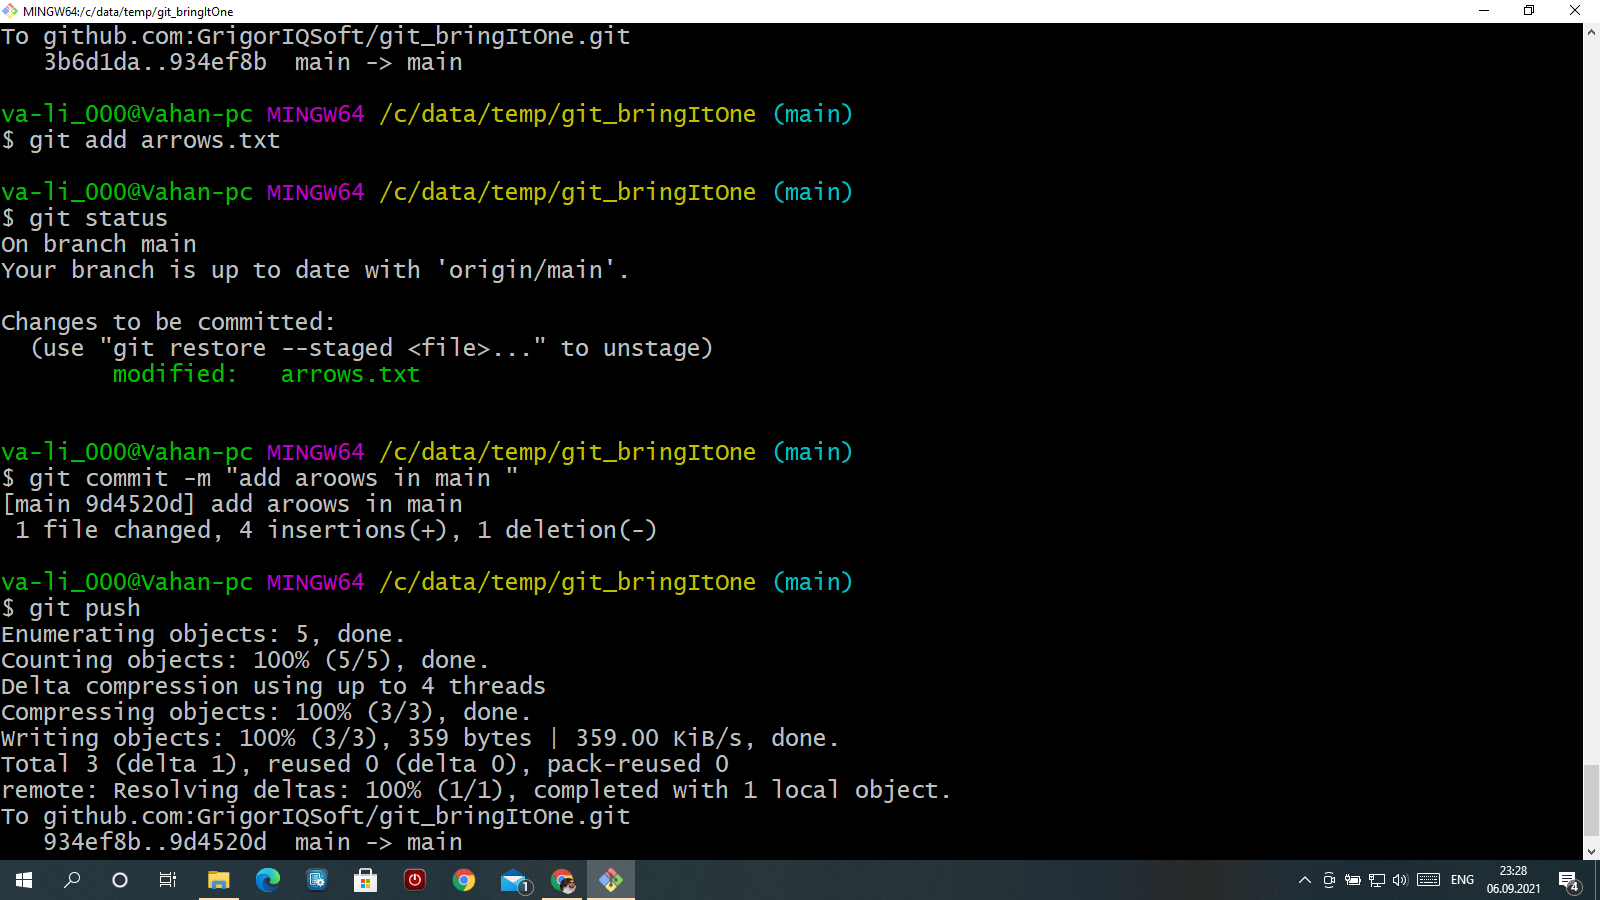 MINGW64:/c/data/temp/git_bringItOne
To github.com:GrigorIQSoft/git_bringItOne.git
   3b6d1da..934ef8b  main -> main
va-li_000@Vahan-pc MINGW64 /c/data/temp/git_bringItOne (main)
$ git add arrows.txt
va-li_000@Vahan-pc MINGW64 /c/data/temp/git_bringItOne (main)
$ git status
On branch main
Your branch is up to date with 'origin/main'.
Changes to be committed:
  (use "git restore --staged <file>..." to unstage)
        modified:   arrows.txt
va-li_000@Vahan-pc MINGW64 /c/data/temp/git_bringItOne (main)
$ git commit -m "add aroows in main "
[main 9d4520d] add aroows in main
 1 file changed, 4 insertions(+), 1 deletion(-)
va-li_000@Vahan-pc MINGW64 /c/data/temp/git_bringItOne (main)
$ git push
Enumerating objects: 5, done.
Counting objects: 100% (5/5), done.
Delta compression using up to 4 threads
Compressing objects: 100% (3/3), done.
Writing objects: 100% (3/3), 359 bytes | 359.00 KiB/s, done.
Total 3 (delta 1), reused 0 (delta 0), pack-reused 0
remote: Resolving deltas: 100% (1/1), completed with 1 local object.
To github.com:GrigorIQSoft/git_bringItOne.git
   934ef8b..9d4520d  main -> main
1
ENG
23:28
06.09.2021
4